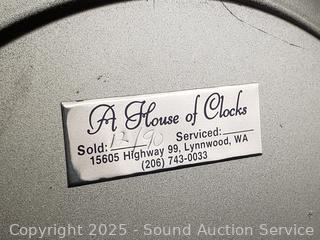 A House of Clocks
Sold: 12/90 Serviced:
15605 Highway 99, Lynnwood, WA
(206) 743-0033
Copyright 2025 - Sound Auction Service